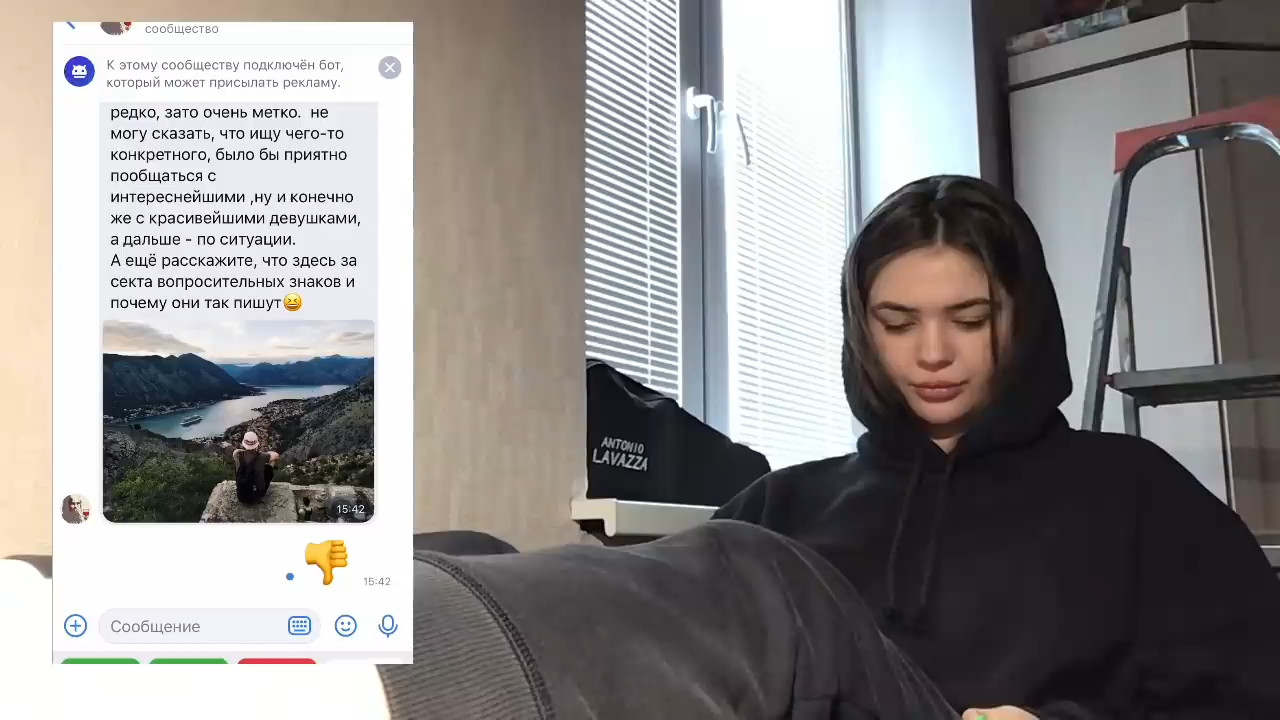 сообщество
К этому сообществу подключён бот,
который может присылать рекламу.
редко, зато очень метко.  не
могу сказать, что ищу чего-то
конкретного, было бы приятно
пообщаться с
интереснейшими ,ну и конечно
же с красивейшими девушками,
а дальше - по ситуации.
А ещё расскажите, что здесь за
секта вопросительных знаков и
почему они так пишут😆
15:42
👎
15:42
Сообщение
ANTONIO
LAVAZZA